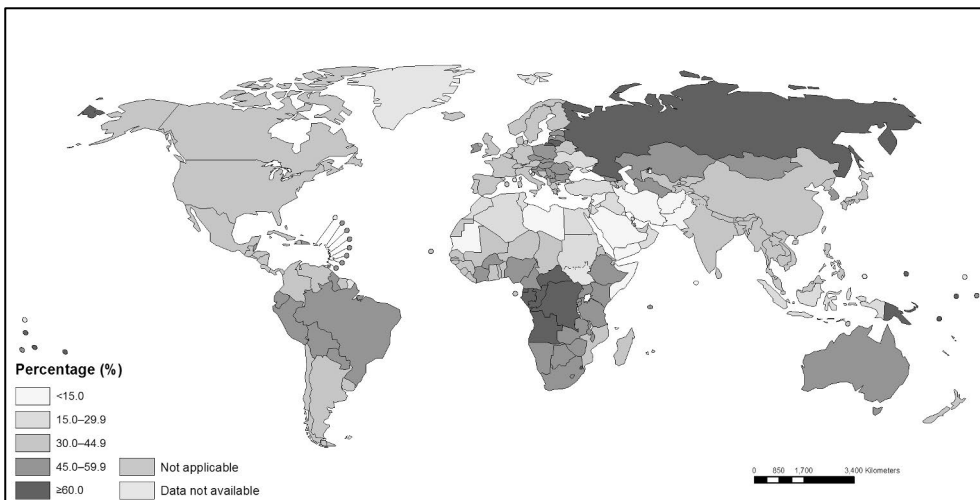 Percentage (%)
<15.0
15.0–29.9
30.0–44.9
45.0–59.9
≥60.0
Not applicable
Data not available
0 850 1,700 3,400 Kilometers